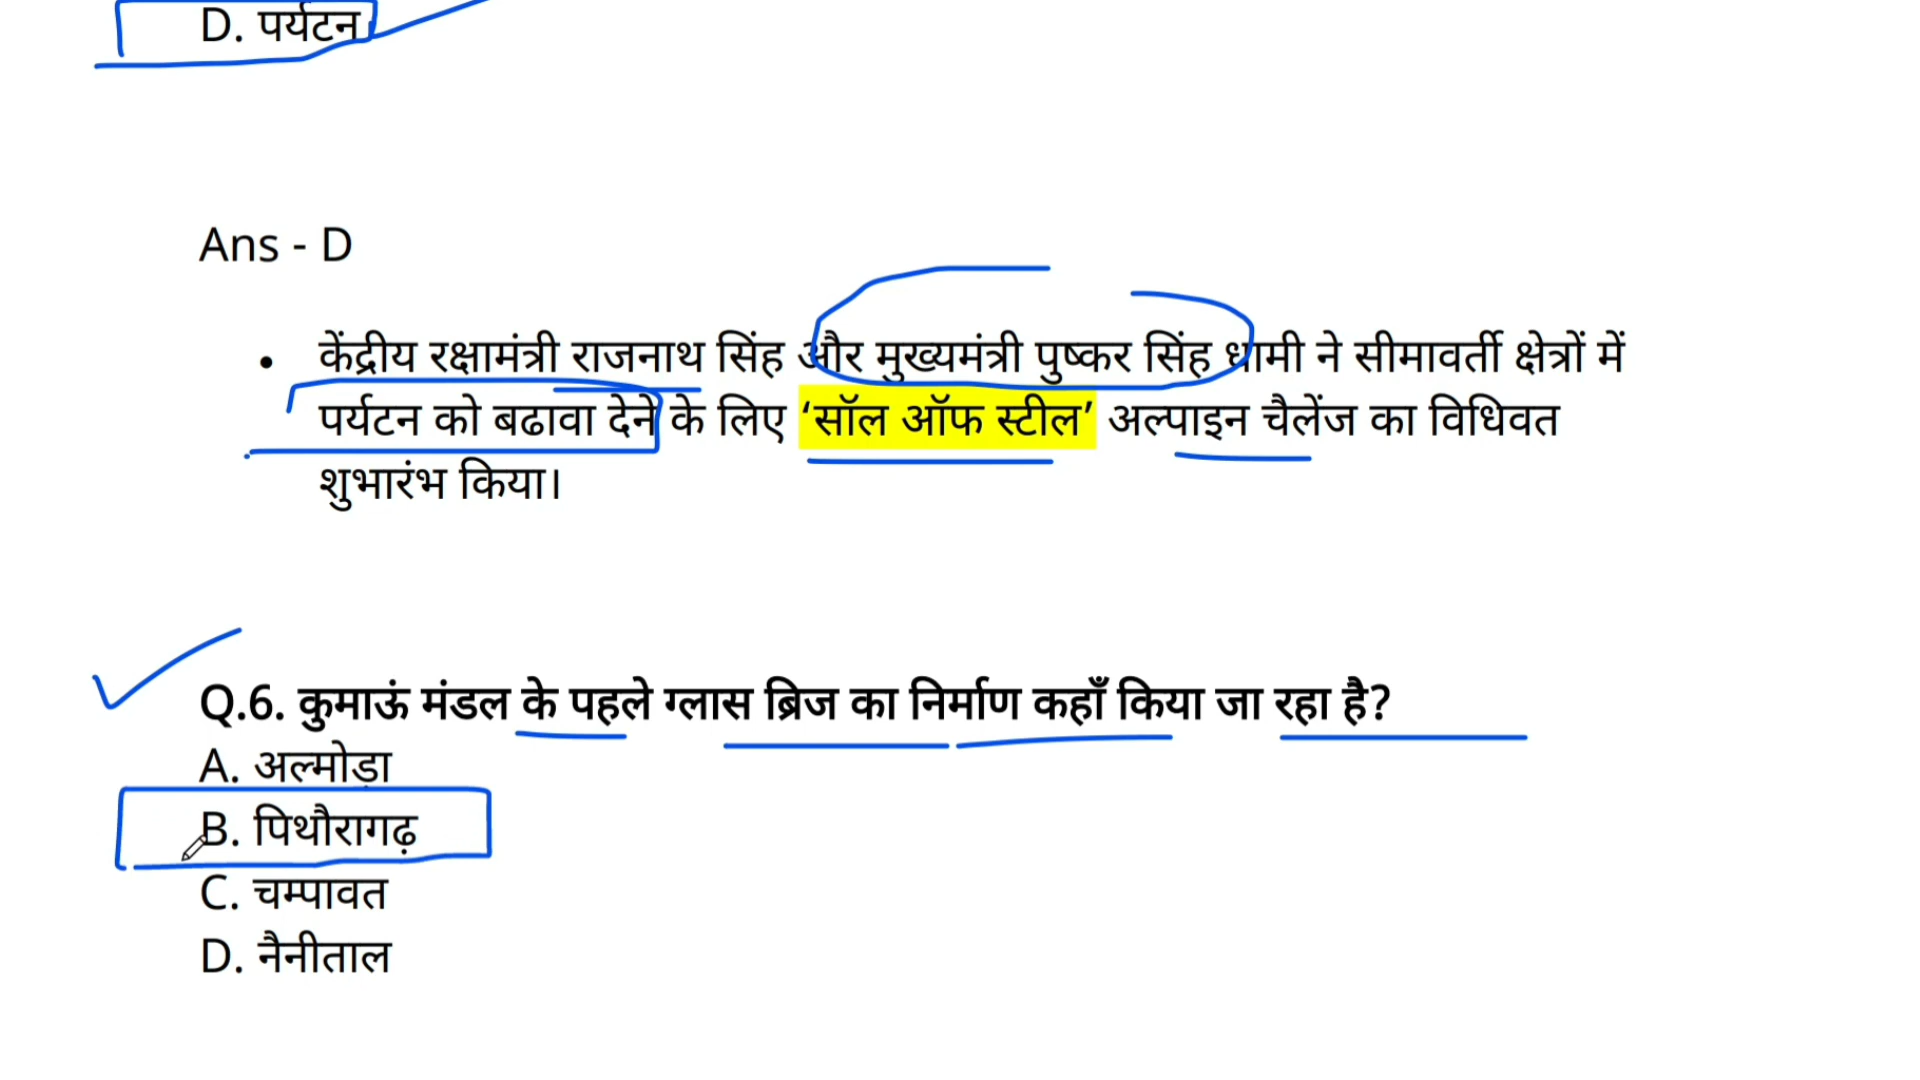 D. पर्यटन
Ans - D
• केंद्रीय रक्षामंत्री राजनाथ सिंह और मुख्यमंत्री पुष्कर सिंह धामी ने सीमावर्ती क्षेत्रों में
पर्यटन को बढावा देने के लिए ‘सॉल ऑफ स्टील’ अल्पाइन चैलेंज का विधिवत
शुभारंभ किया।
Q.6. कुमाऊं मंडल के पहले ग्लास ब्रिज का निर्माण कहाँ किया जा रहा है?
A. अल्मोड़ा
B. पिथौरागढ़
C. चम्पावत
D. नैनीताल